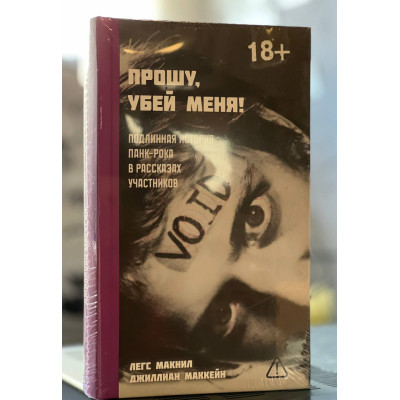 18+
ПРОШУ,
УБЕЙ МЕНЯ!
ПОДЛИННАЯ ИСТОРИЯ
ПАНК-РОКА
В РАССКАЗАХ
УЧАСТНИКОВ
VOID
ЛЕГС МАКНИЛ
ДЖИЛЛИАН МАККЕЙН